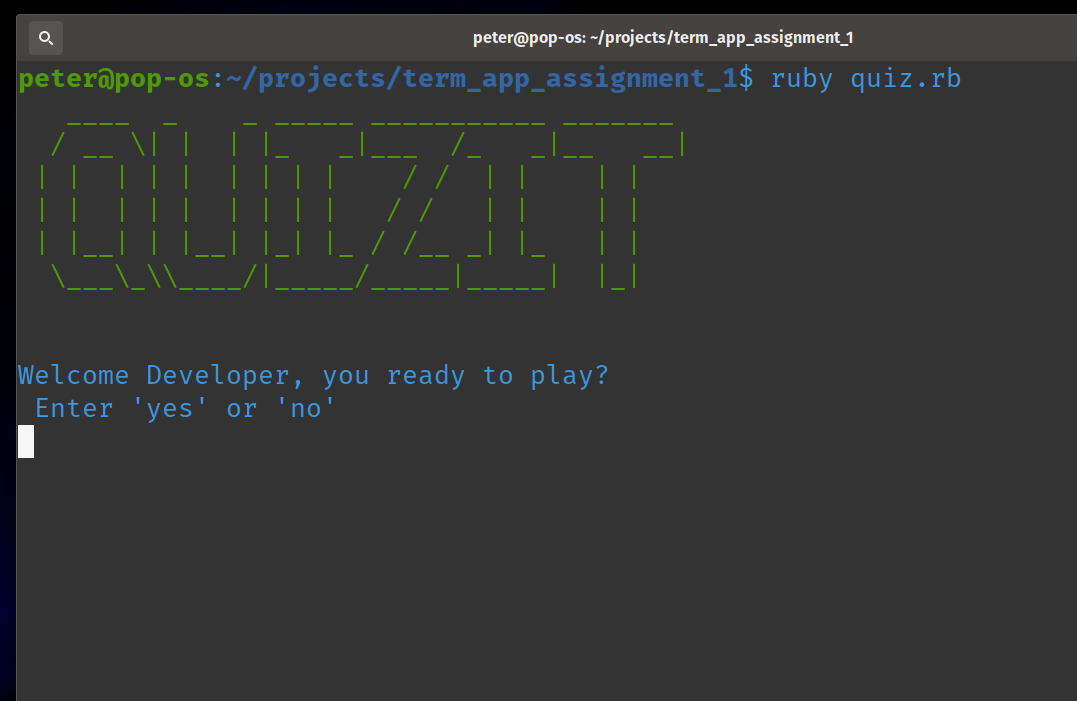 peter@pop-os: ~/projects/term_app_assignment_1
peter@pop-os:~/projects/term_app_assignment_1$ ruby quiz.rb
QUIZIT
Welcome Developer, you ready to play?
Enter 'yes' or 'no'